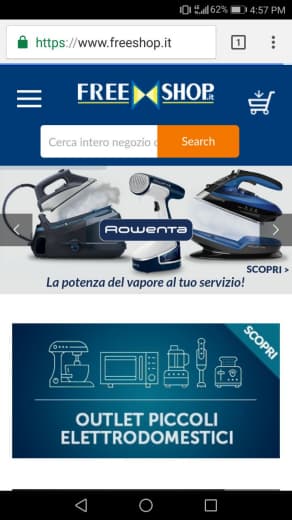 62% 4:57 PM
https://www.freeshop.it
1
FREE SHOP.it
Cerca intero negozio
Search
Rowenta
SCOPRI >
La potenza del vapore al tuo servizio!
SCOPRI
OUTLET PICCOLI
ELETTRODOMESTICI